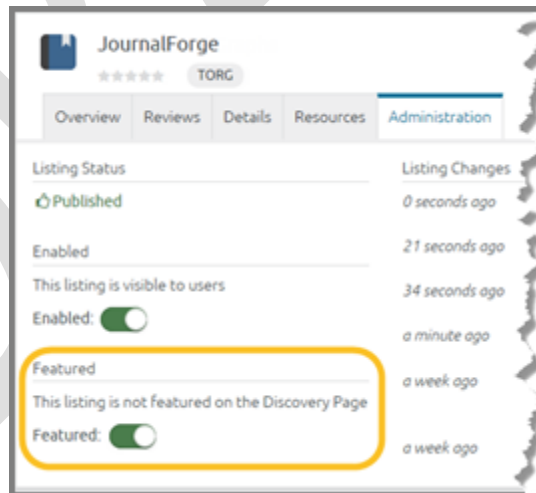 JournalForge
TORG
Overview Reviews Details Resources Administration
Listing Status
Published
Enabled
This listing is visible to users
Enabled:
Featured
This listing is not featured on the Discovery Page
Featured:
Listing Changes
0 seconds ago
21 seconds ago
34 seconds ago
a minute ago
a week ago
a week ago